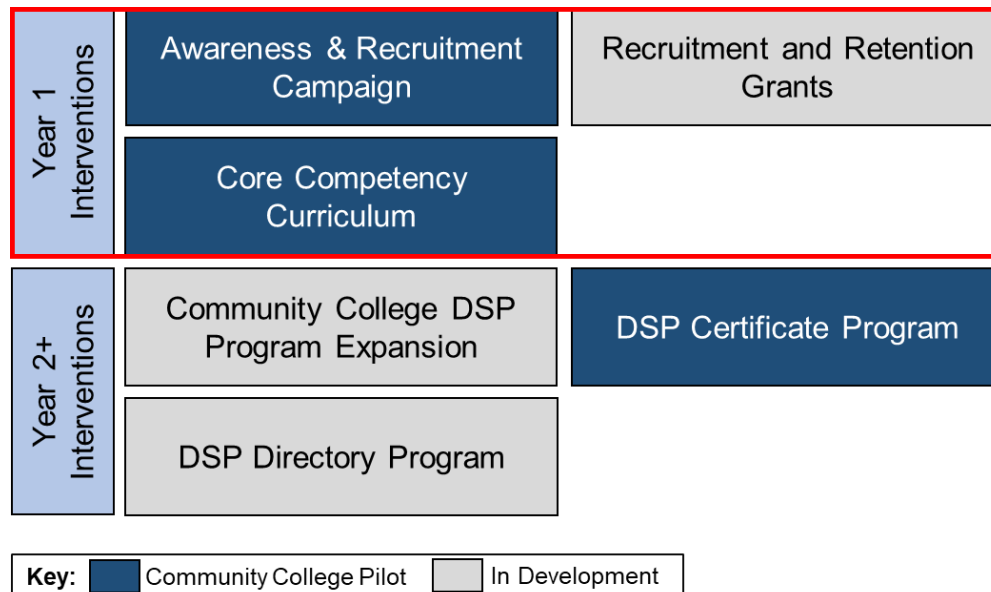 Year 1
Interventions
Awareness & Recruitment
Campaign
Recruitment and Retention
Grants
Core Competency
Curriculum
Year 2+
Interventions
Community College DSP
Program Expansion
DSP Certificate Program
DSP Directory Program
Key: Community College Pilot In Development